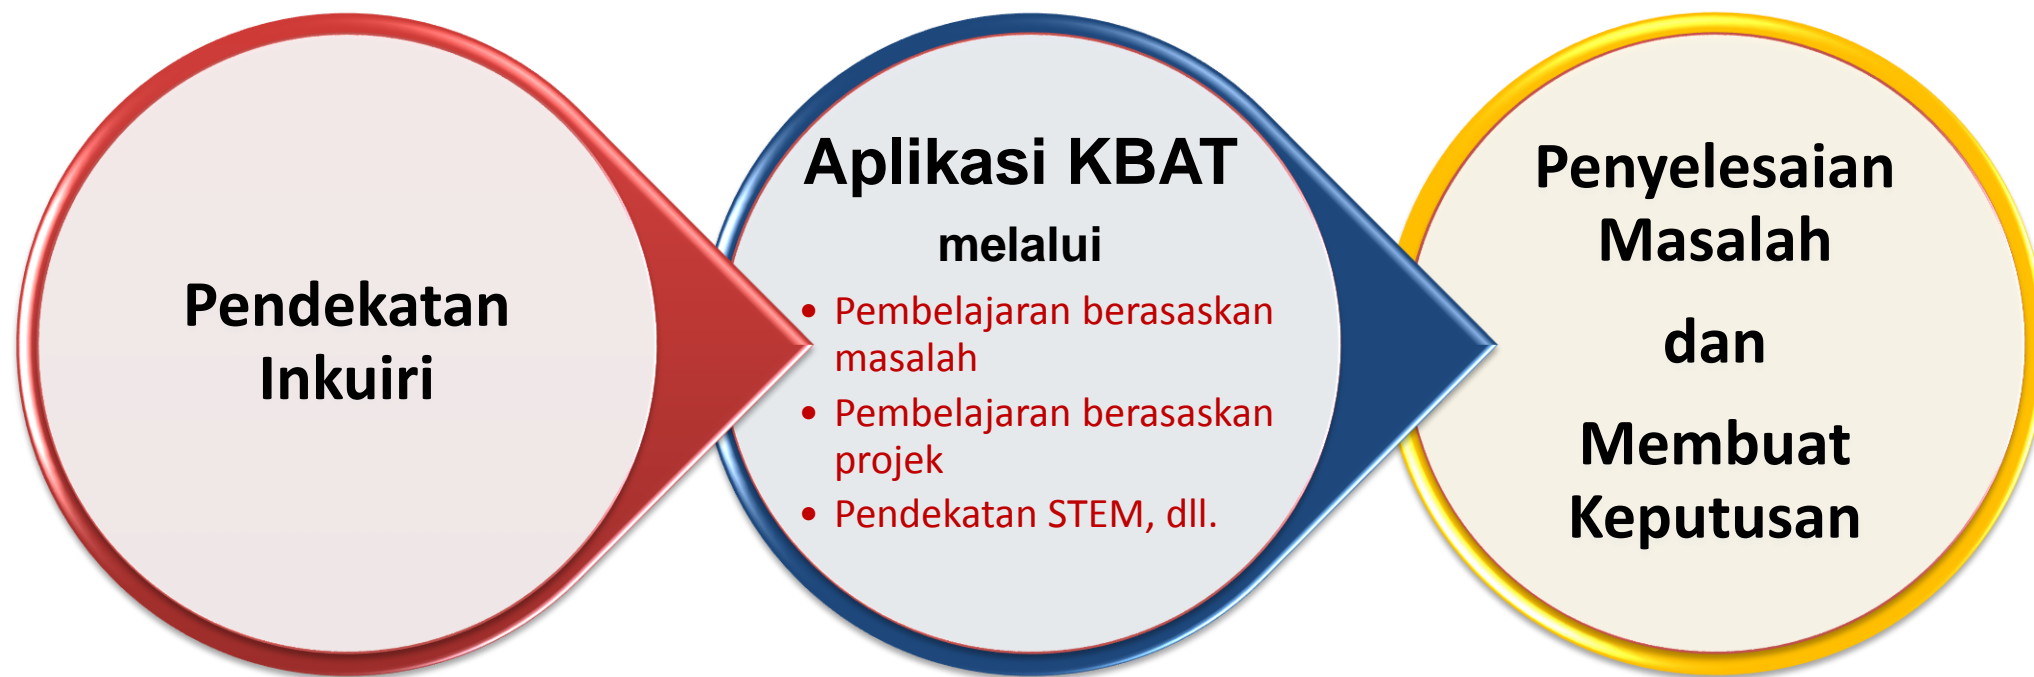 Pendekatan
Inkuiri
Aplikasi KBAT
melalui
• Pembelajaran berasaskan
masalah
• Pembelajaran berasaskan
projek
• Pendekatan STEM, dll.
Penyelesaian
Masalah
dan
Membuat
Keputusan